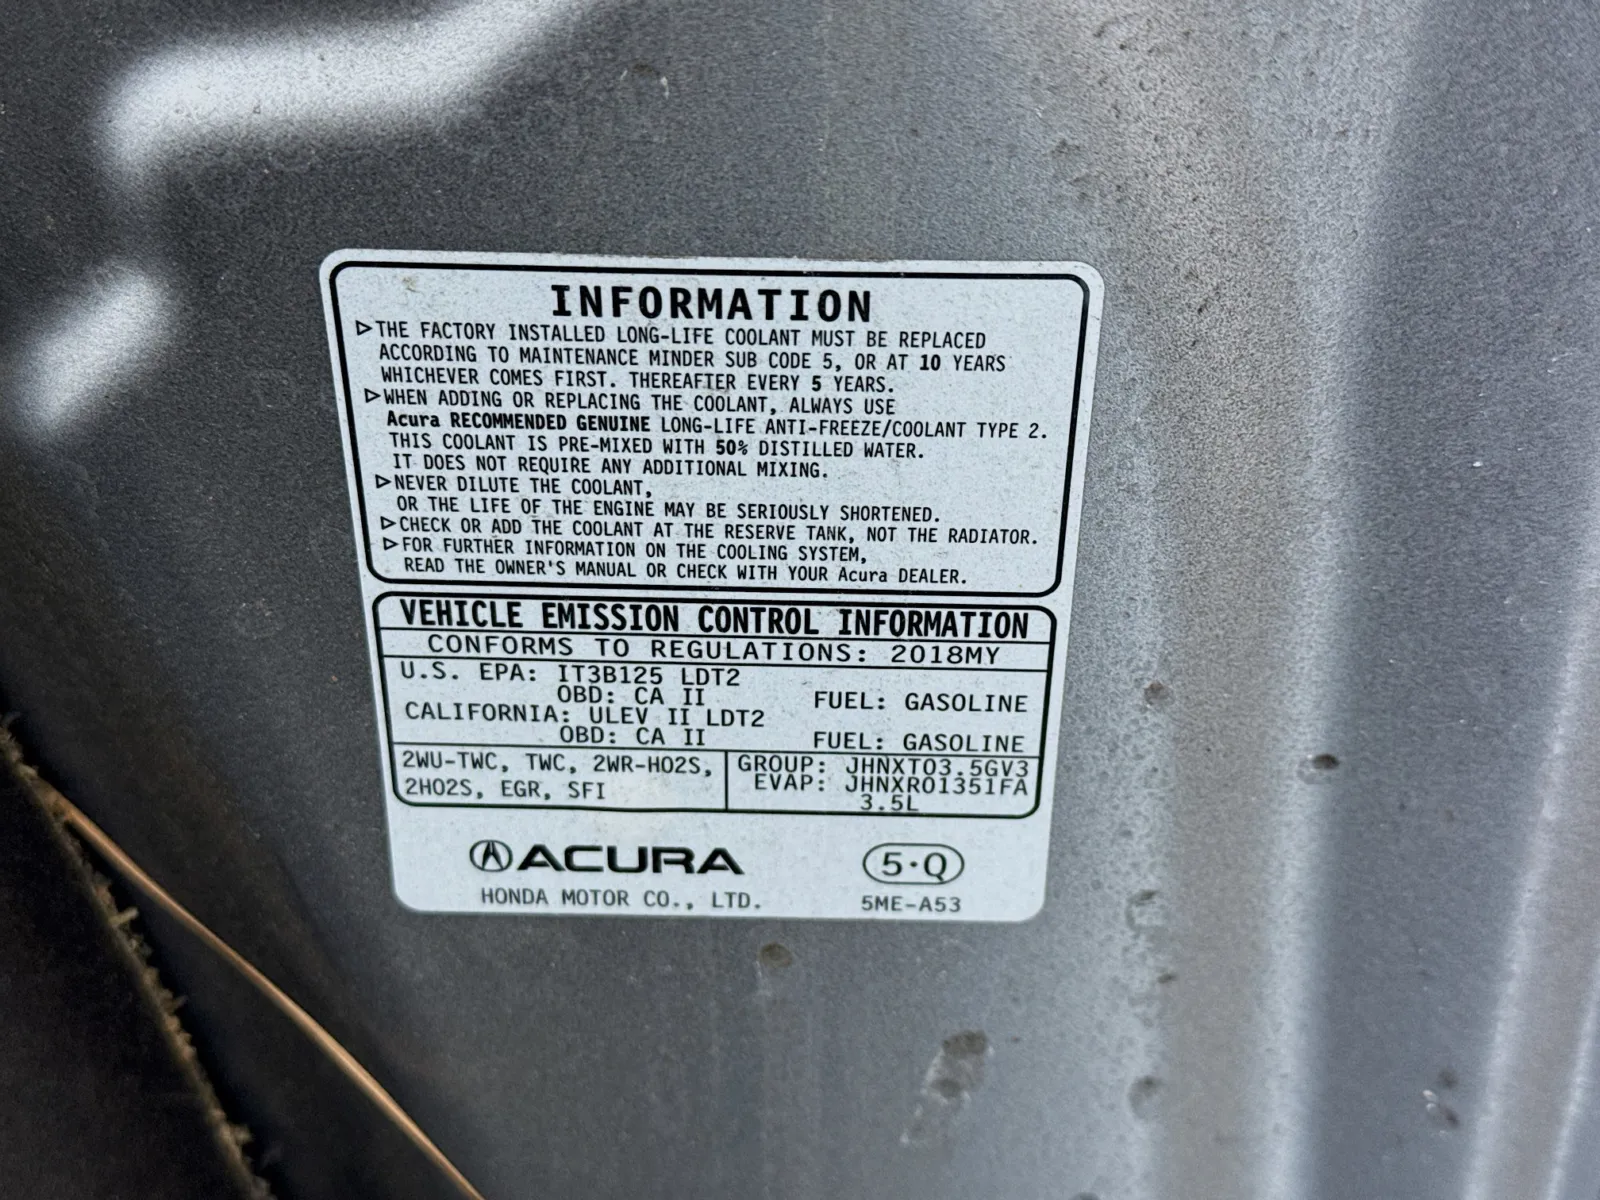 INFORMATION
▷THE FACTORY INSTALLED LONG-LIFE COOLANT MUST BE REPLACED
ACCORDING TO MAINTENANCE MINDER SUB CODE 5, OR AT 10 YEARS
WHICHEVER COMES FIRST. THEREAFTER EVERY 5 YEARS.
▷WHEN ADDING OR REPLACING THE COOLANT, ALWAYS USE
Acura RECOMMENDED GENUINE LONG-LIFE ANTI-FREEZE/COOLANT TYPE 2.
THIS COOLANT IS PRE-MIXED WITH 50% DISTILLED WATER.
IT DOES NOT REQUIRE ANY ADDITIONAL MIXING.
▷NEVER DILUTE THE COOLANT,
OR THE LIFE OF THE ENGINE MAY BE SERIOUSLY SHORTENED.
▷CHECK OR ADD THE COOLANT AT THE RESERVE TANK, NOT THE RADIATOR.
▷FOR FURTHER INFORMATION ON THE COOLING SYSTEM,
READ THE OWNER'S MANUAL OR CHECK WITH YOUR Acura DEALER.
VEHICLE EMISSION CONTROL INFORMATION
CONFORMS TO REGULATIONS: 2018MY
U.S. EPA: IT3B125 LDT2
OBD: CA II FUEL: GASOLINE
CALIFORNIA: ULEV II LDT2
OBD: CA II FUEL: GASOLINE
2WU-TWC, TWC, 2WR-HO2S,
2HO2S, EGR, SFI
GROUP: JHNXT03.5GV3
EVAP: JHNXR01351FA
3.5L
ACURA
HONDA MOTOR CO., LTD.
5·Q
5ME-A53